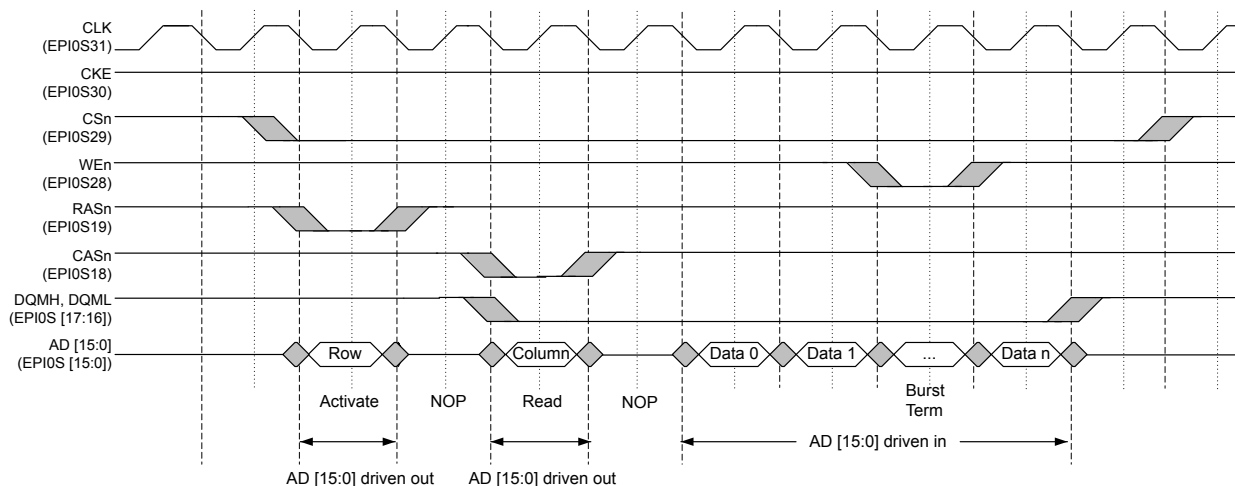 CLK
(EPI0S31)
CKE
(EPI0S30)
CSn
(EPI0S29)
WEn
(EPI0S28)
RASn
(EPI0S19)
CASn
(EPI0S18)
DQMH, DQML
(EPI0S [17:16])
AD [15:0]
(EPI0S [15:0])
Row
Column
Data 0
Data 1
...
Data n
Activate
NOP
Read
NOP
Burst
Term
AD [15:0] driven in
AD [15:0] driven out
AD [15:0] driven out